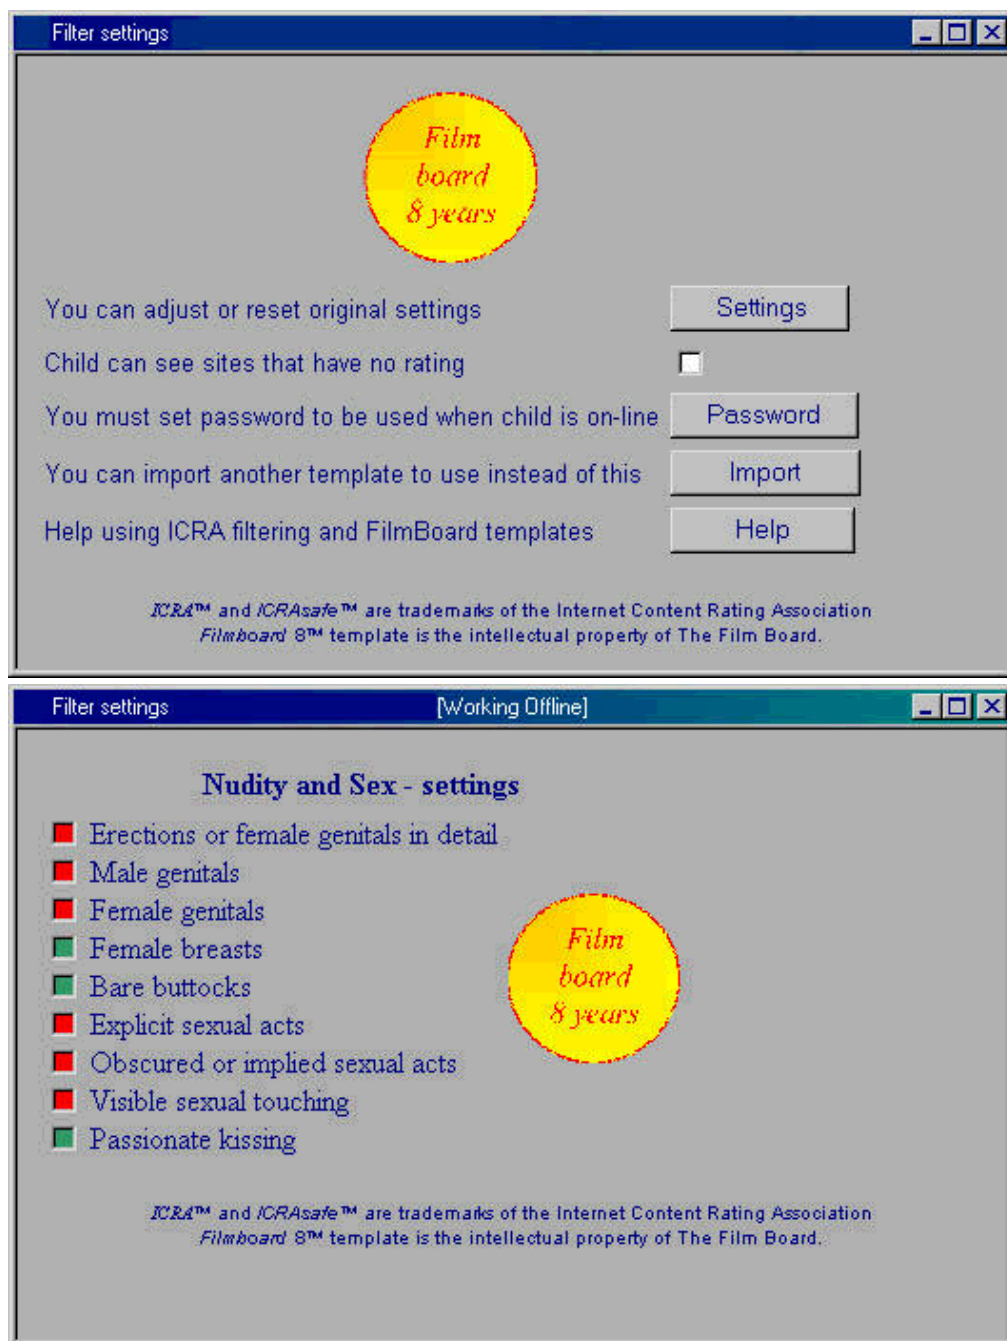 Filter settings
Film
board
8 years
You can adjust or reset original settings Settings
Child can see sites that have no rating
You must set password to be used when child is on-line Password
You can import another template to use instead of this Import
Help using ICRA filtering and FilmBoard templates Help
ICRA™ and ICRAsafe™ are trademarks of the Internet Content Rating Association
Filmboard 8™ template is the intellectual property of The Film Board.
Filter settings [Working Offline]
Nudity and Sex - settings
Erections or female genitals in detail
Male genitals
Female genitals
Female breasts
Bare buttocks
Explicit sexual acts
Obscured or implied sexual acts
Visible sexual touching
Passionate kissing
Film
board
8 years
ICRA™ and ICRAsafe™ are trademarks of the Internet Content Rating Association
Filmboard 8™ template is the intellectual property of The Film Board.